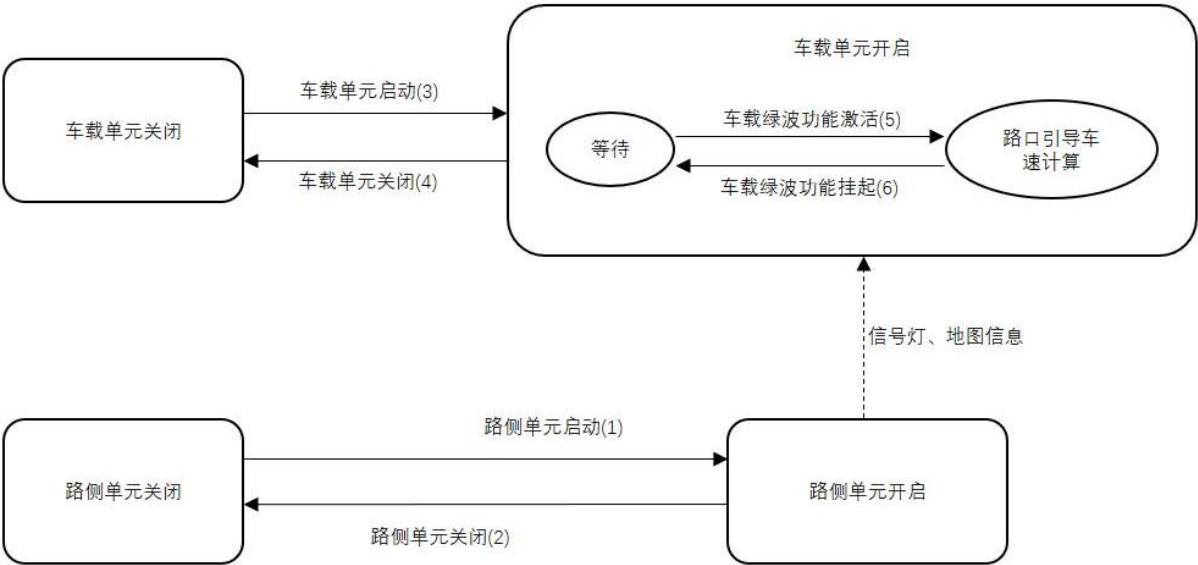 车载单元开启
车载单元启动(3)
车载单元关闭
车载单元关闭(4)
等待
车载绿波功能激活(5)
车载绿波功能挂起(6)
路口引导车
速计算
信号灯、地图信息
路侧单元启动(1)
路侧单元关闭
路侧单元开启
路侧单元关闭(2)